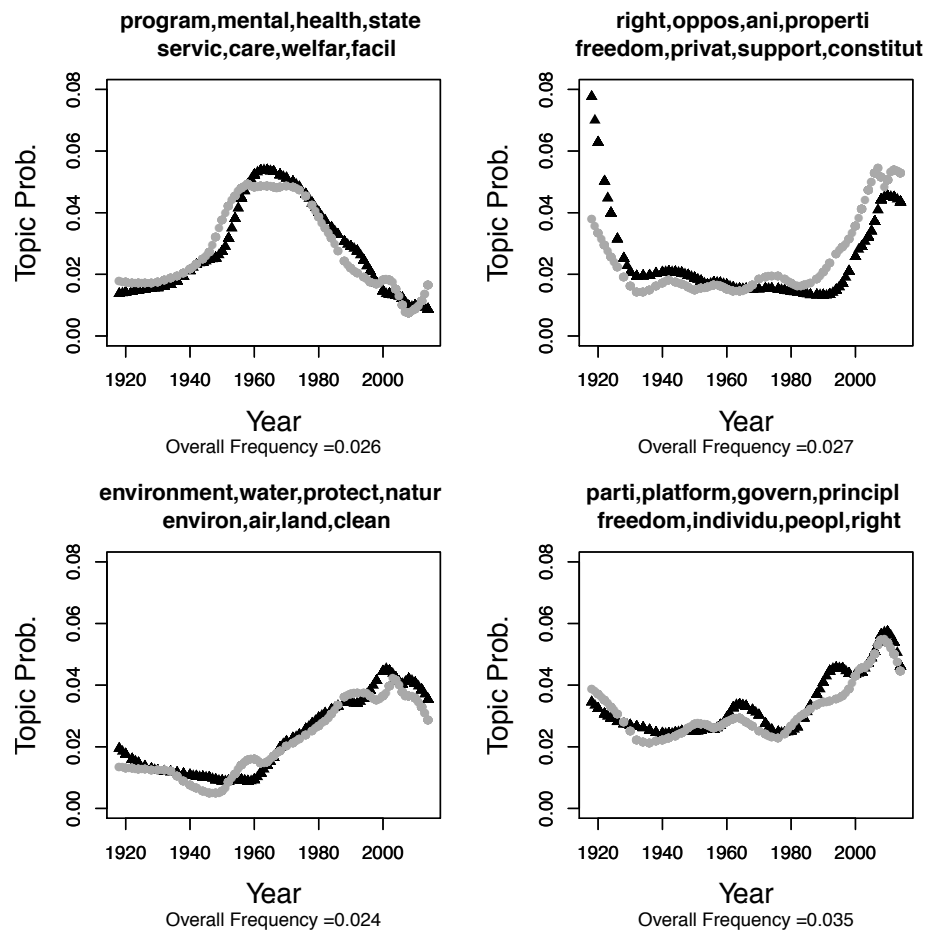 program,mental,health,state
servic,care,welfar,facil
Topic Prob.
0.00 0.02 0.04 0.06 0.08
1920 1940 1960 1980 2000
Year
Overall Frequency =0.026
right,oppos,ani,properti
freedom,privat,support,constitut
Topic Prob.
0.00 0.02 0.04 0.06 0.08
1920 1940 1960 1980 2000
Year
Overall Frequency =0.027
environment,water,protect,natur
environ,air,land,clean
Topic Prob.
0.00 0.02 0.04 0.06 0.08
1920 1940 1960 1980 2000
Year
Overall Frequency =0.024
parti,platform,govern,principl
freedom,individu,peopl,right
Topic Prob.
0.00 0.02 0.04 0.06 0.08
1920 1940 1960 1980 2000
Year
Overall Frequency =0.035